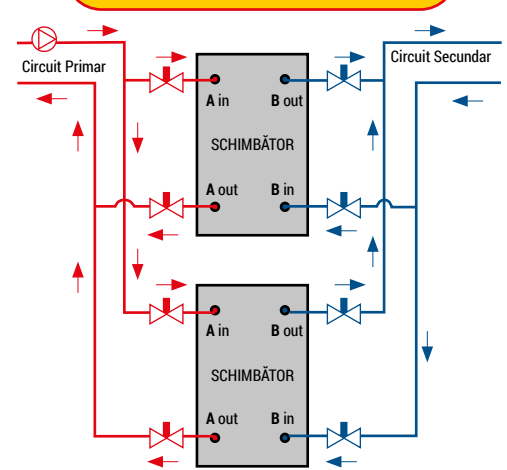 Circuit Primar
Circuit Secundar
A in
B out
SCHIMBĂTOR
A out
B in
A in
B out
SCHIMBĂTOR
A out
B in